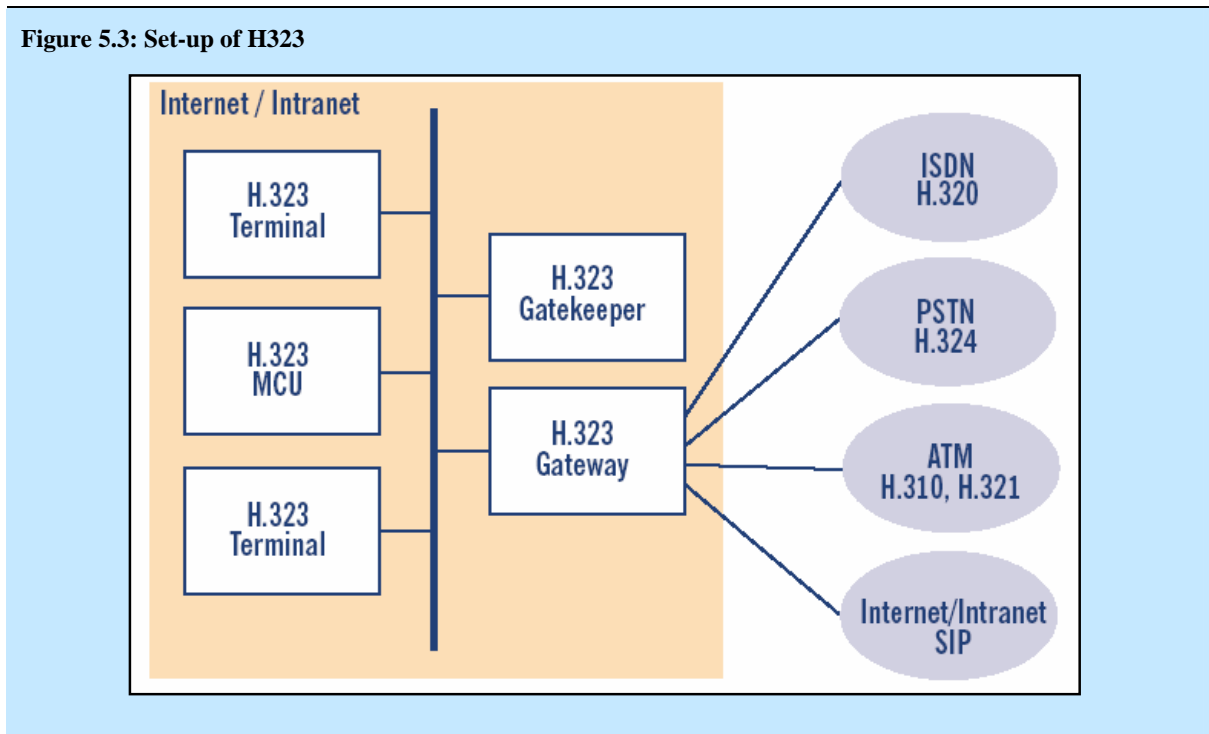 Figure 5.3: Set-up of H323
Internet / Intranet
H.323
Terminal
H.323
MCU
H.323
Terminal
H.323
Gatekeeper
H.323
Gateway
ISDN
H.320
PSTN
H.324
ATM
H.310, H.321
Internet/Intranet
SIP